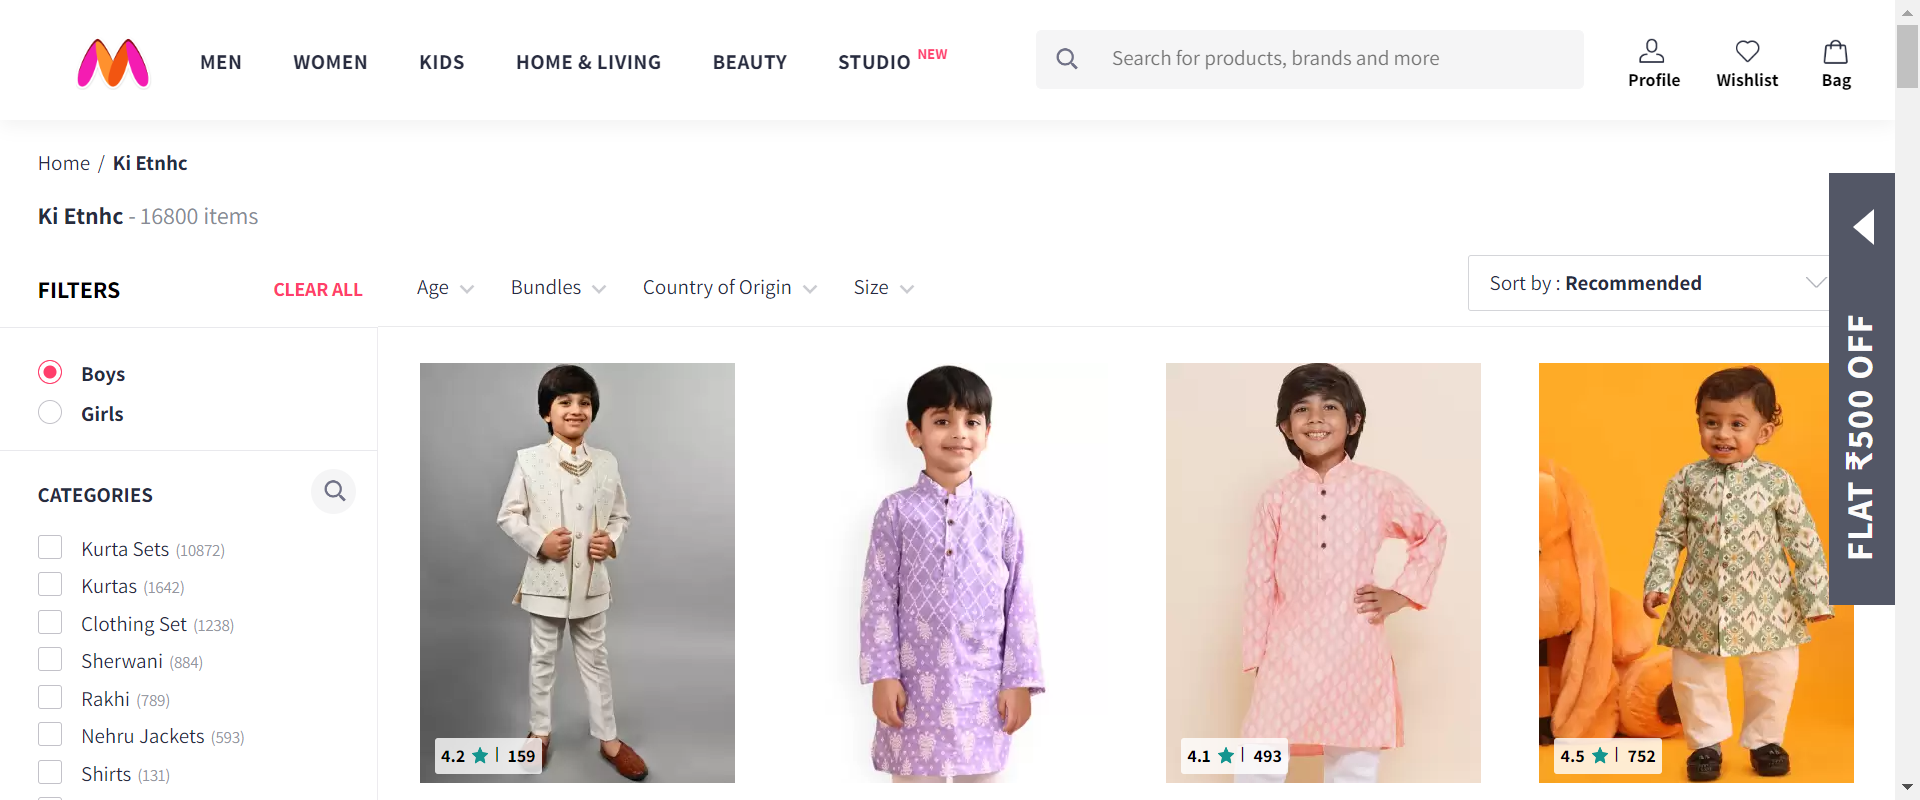 MEN WOMEN KIDS HOME & LIVING BEAUTY STUDIO NEW Search for products, brands and more Profile Wishlist Bag
Home / Ki Etnhc
Ki Etnhc - 16800 items
FILTERS CLEAR ALL Age Bundles Country of Origin Size Sort by : Recommended
FLAT ₹500 OFF
Boys
Girls
CATEGORIES
Kurta Sets (10872)
Kurtas (1642)
Clothing Set (1238)
Sherwani (884)
Rakhi (789)
Nehru Jackets (593)
Shirts (131)
4.2 | 159
4.1 | 493
4.5 | 752